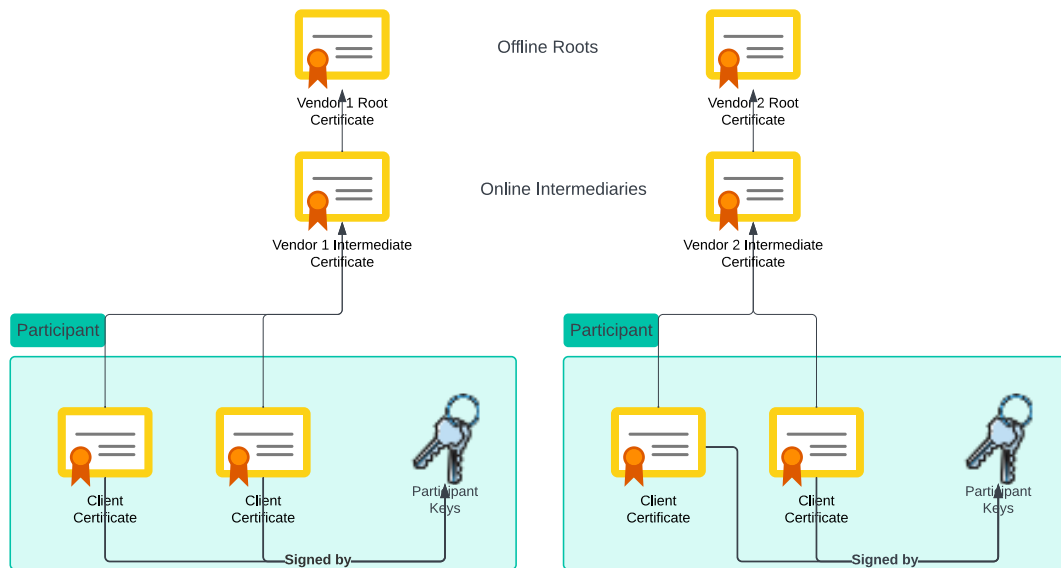 Offline Roots
Vendor 1 Root
Certificate
Vendor 2 Root
Certificate
Online Intermediaries
Vendor 1 Intermediate
Certificate
Vendor 2 Intermediate
Certificate
Participant
Participant
Client
Certificate
Client
Certificate
Participant
Keys
Client
Certificate
Client
Certificate
Participant
Keys
Signed by
Signed by